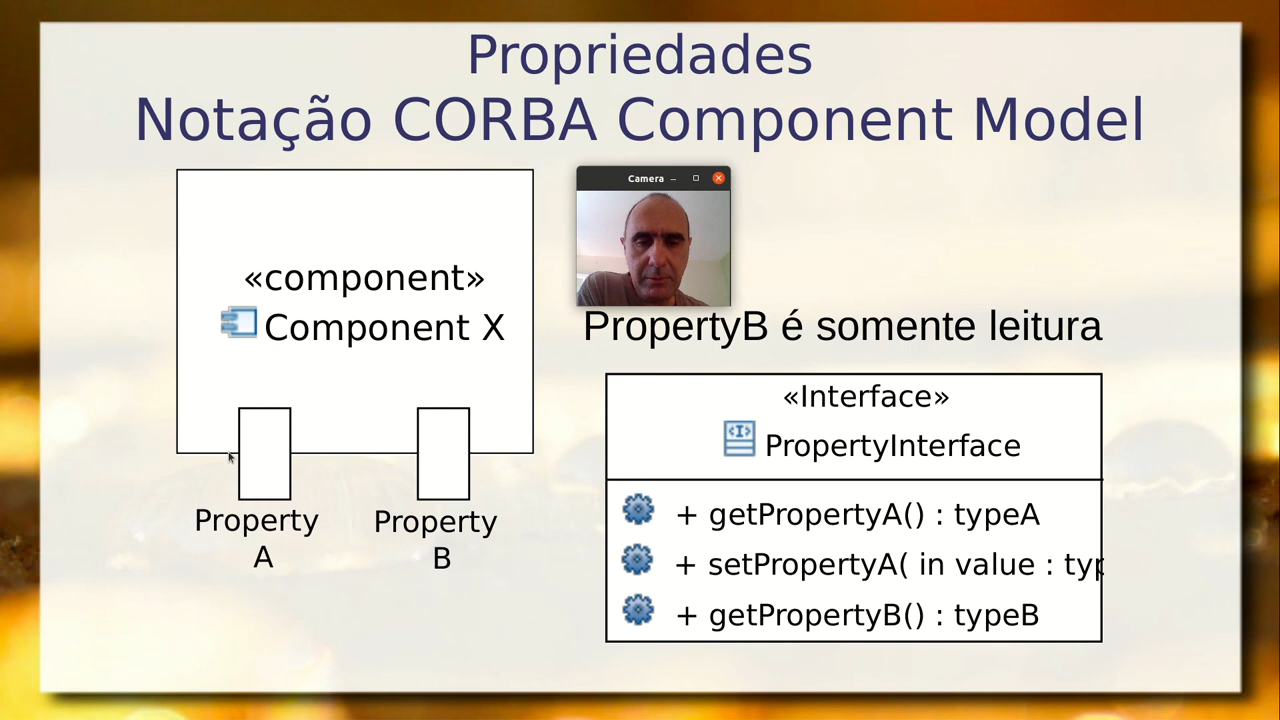 Propriedades
Notação CORBA Component Model
Camera
«component»
Component X
PropertyB é somente leitura
«Interface»
PropertyInterface
+ getPropertyA() : typeA
+ setPropertyA( in value : typ
+ getPropertyB() : typeB
Property
A
Property
B